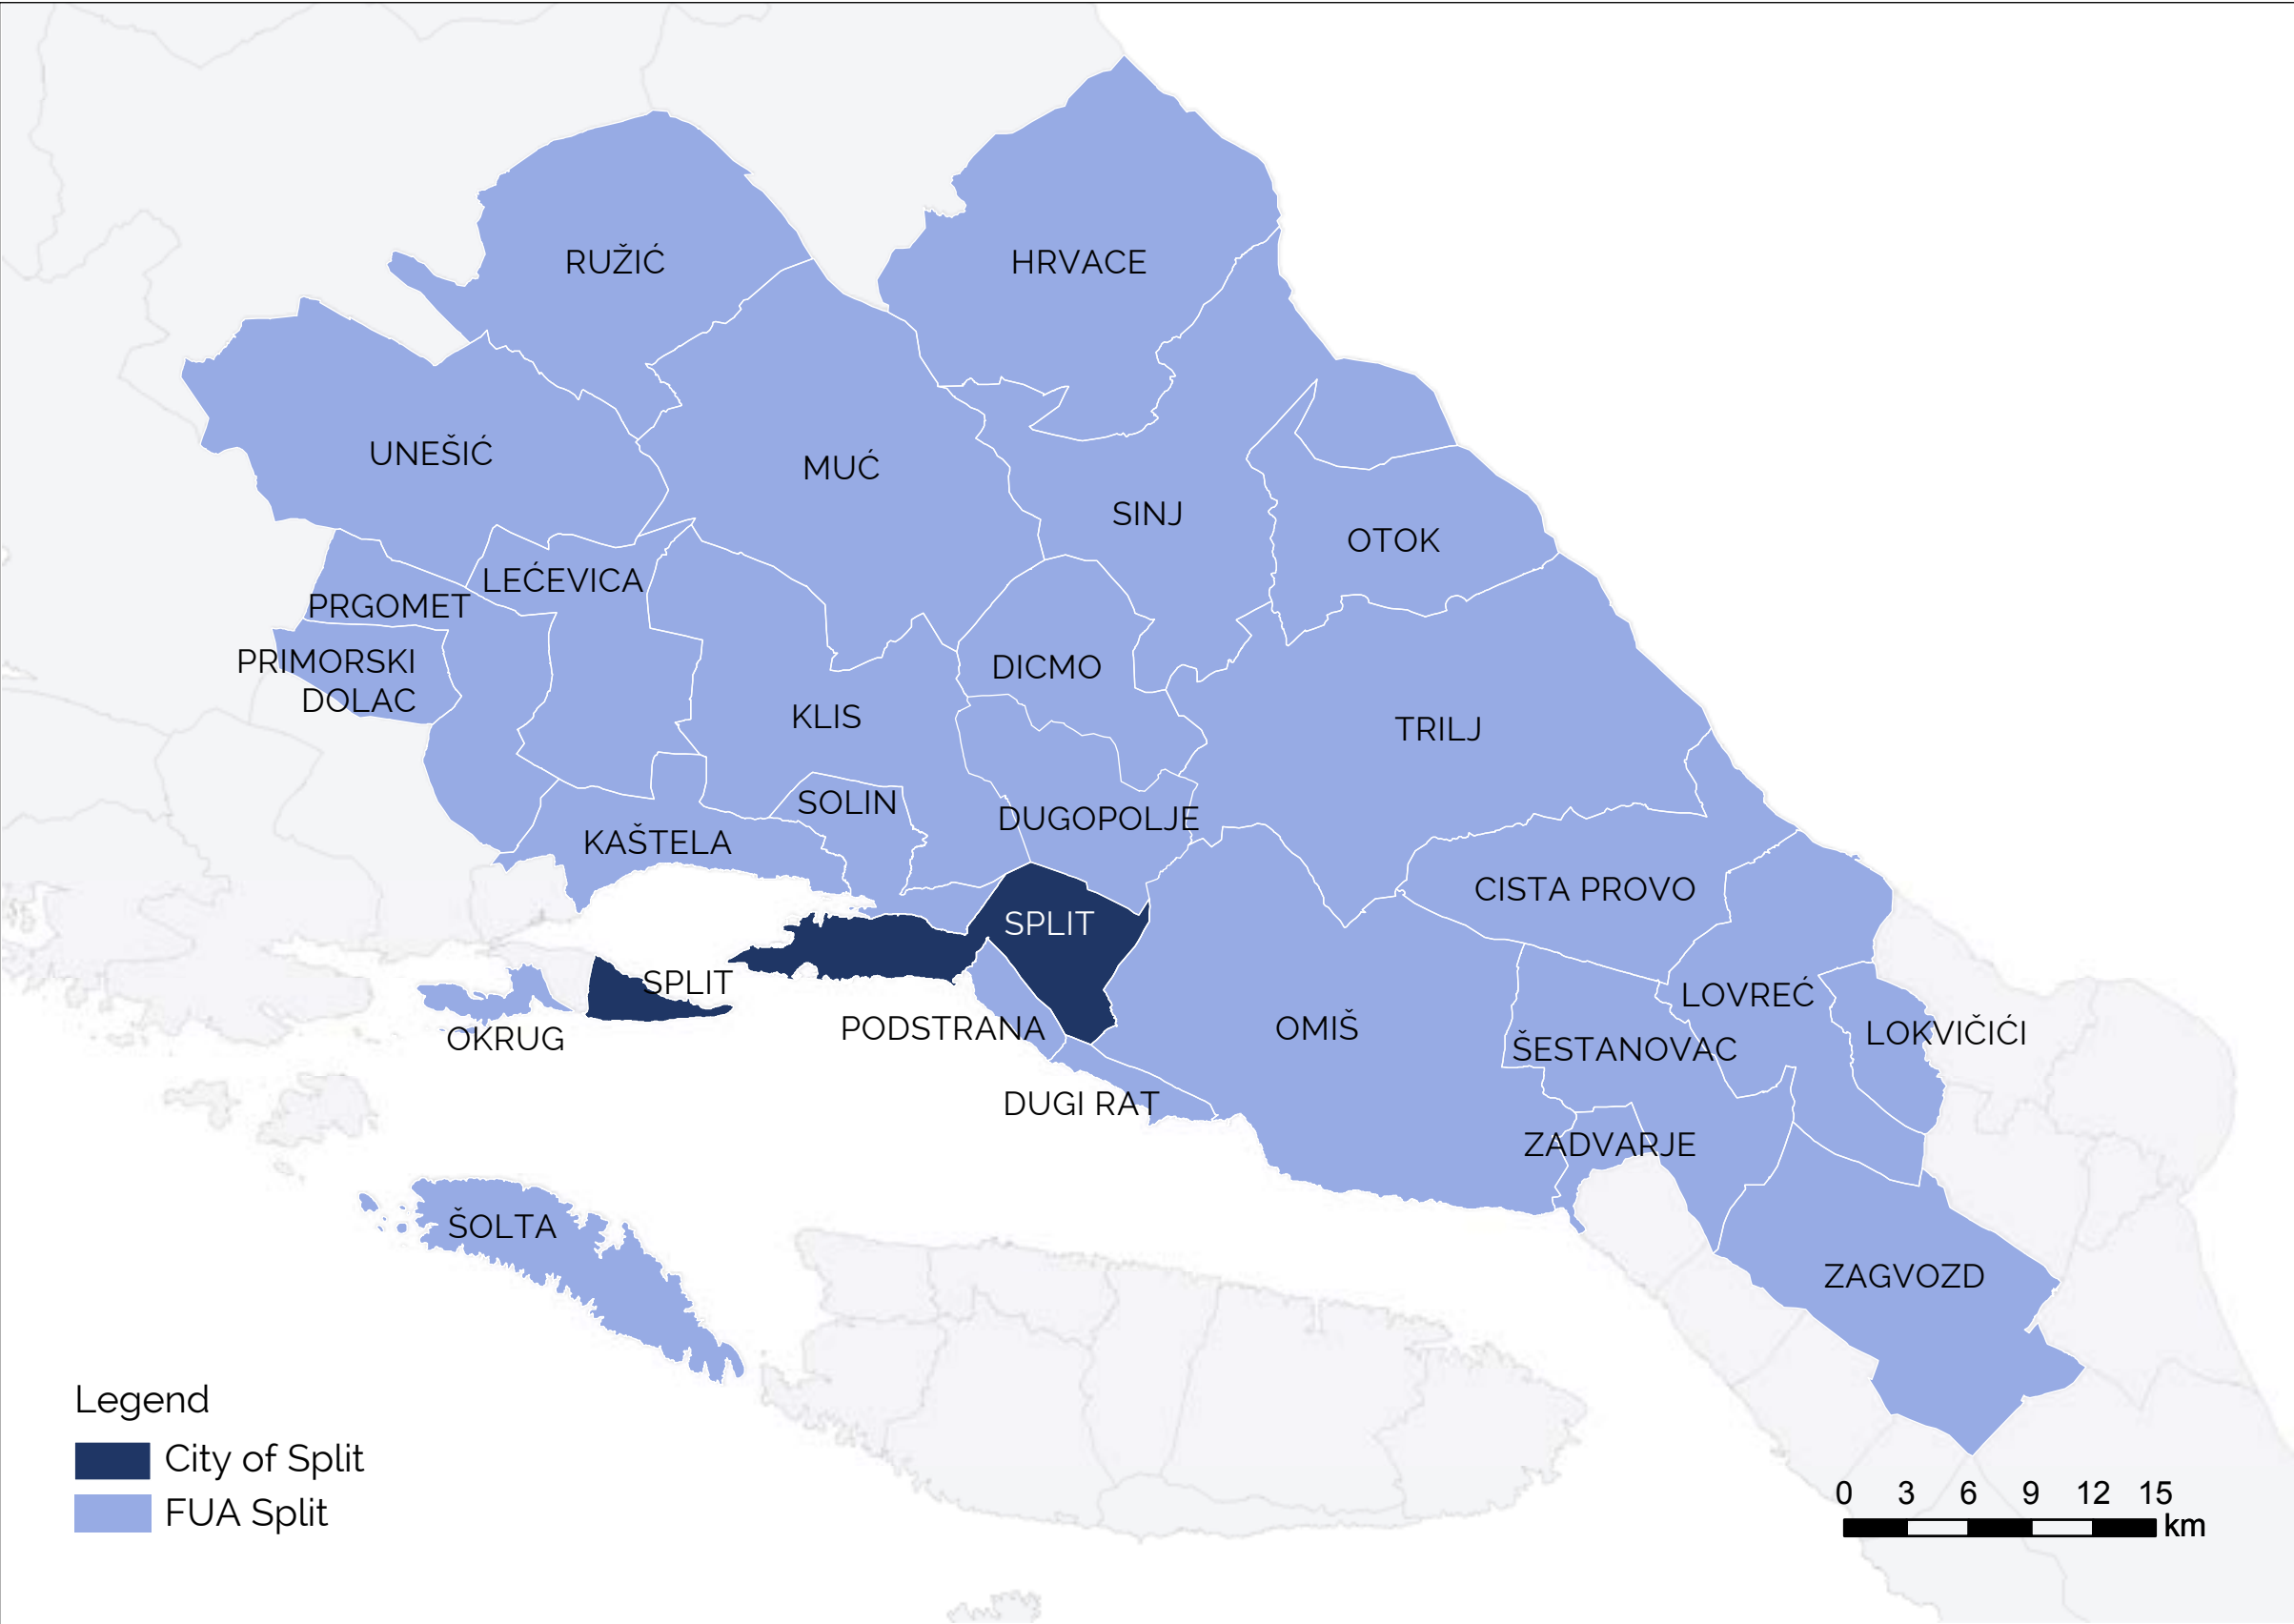 RUŽIĆ
HRVACE
UNEŠIĆ
MUĆ
SINJ
OTOK
LEĆEVICA
PRGOMET
PRIMORSKI
DOLAC
DICMO
KLIS
TRILJ
SOLIN
DUGOPOLJE
KAŠTELA
CISTA PROVO
SPLIT
SPLIT
LOVREĆ
OKRUG
PODSTRANA
OMIŠ
LOKVIČIĆI
ŠESTANOVAC
DUGI RAT
ZADVARJE
ŠOLTA
ZAGVOZD
Legend
City of Split
FUA Split
0 3 6 9 12 15
km